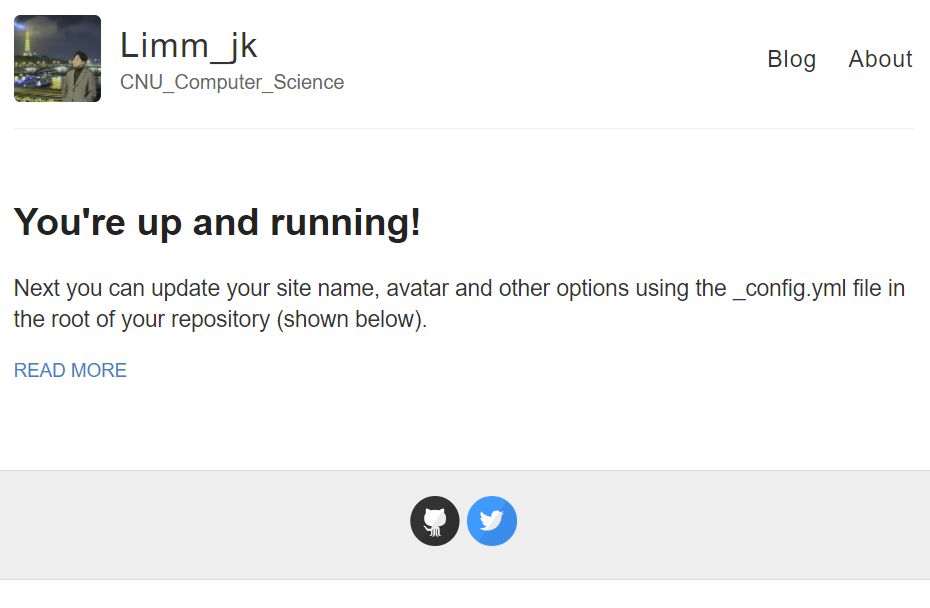 Limm_jk
CNU_Computer_Science
Blog
About
You're up and running!
Next you can update your site name, avatar and other options using the _config.yml file in
the root of your repository (shown below).
READ MORE